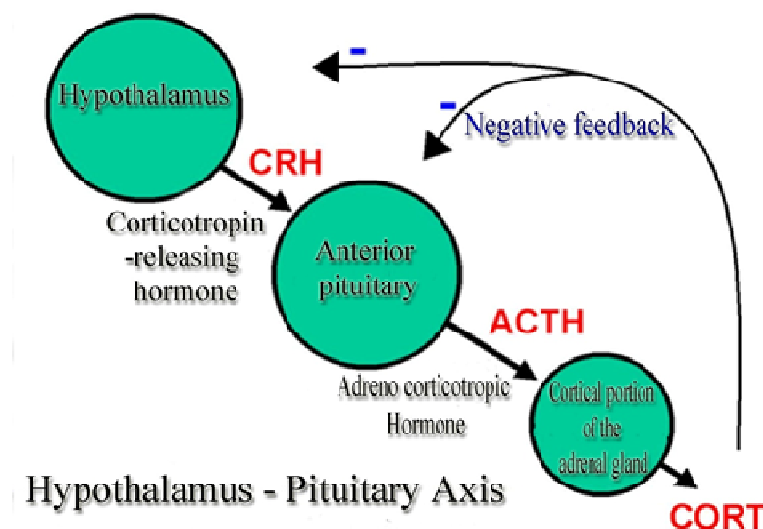 -
Hypothalamus
-
Negative feedback
CRH
Corticotropin
-releasing
hormone
Anterior
pituitary
ACTH
Adreno corticotropic
Hormone
Cortical portion
of the
adrenal gland
Hypothalamus - Pituitary Axis
CORT